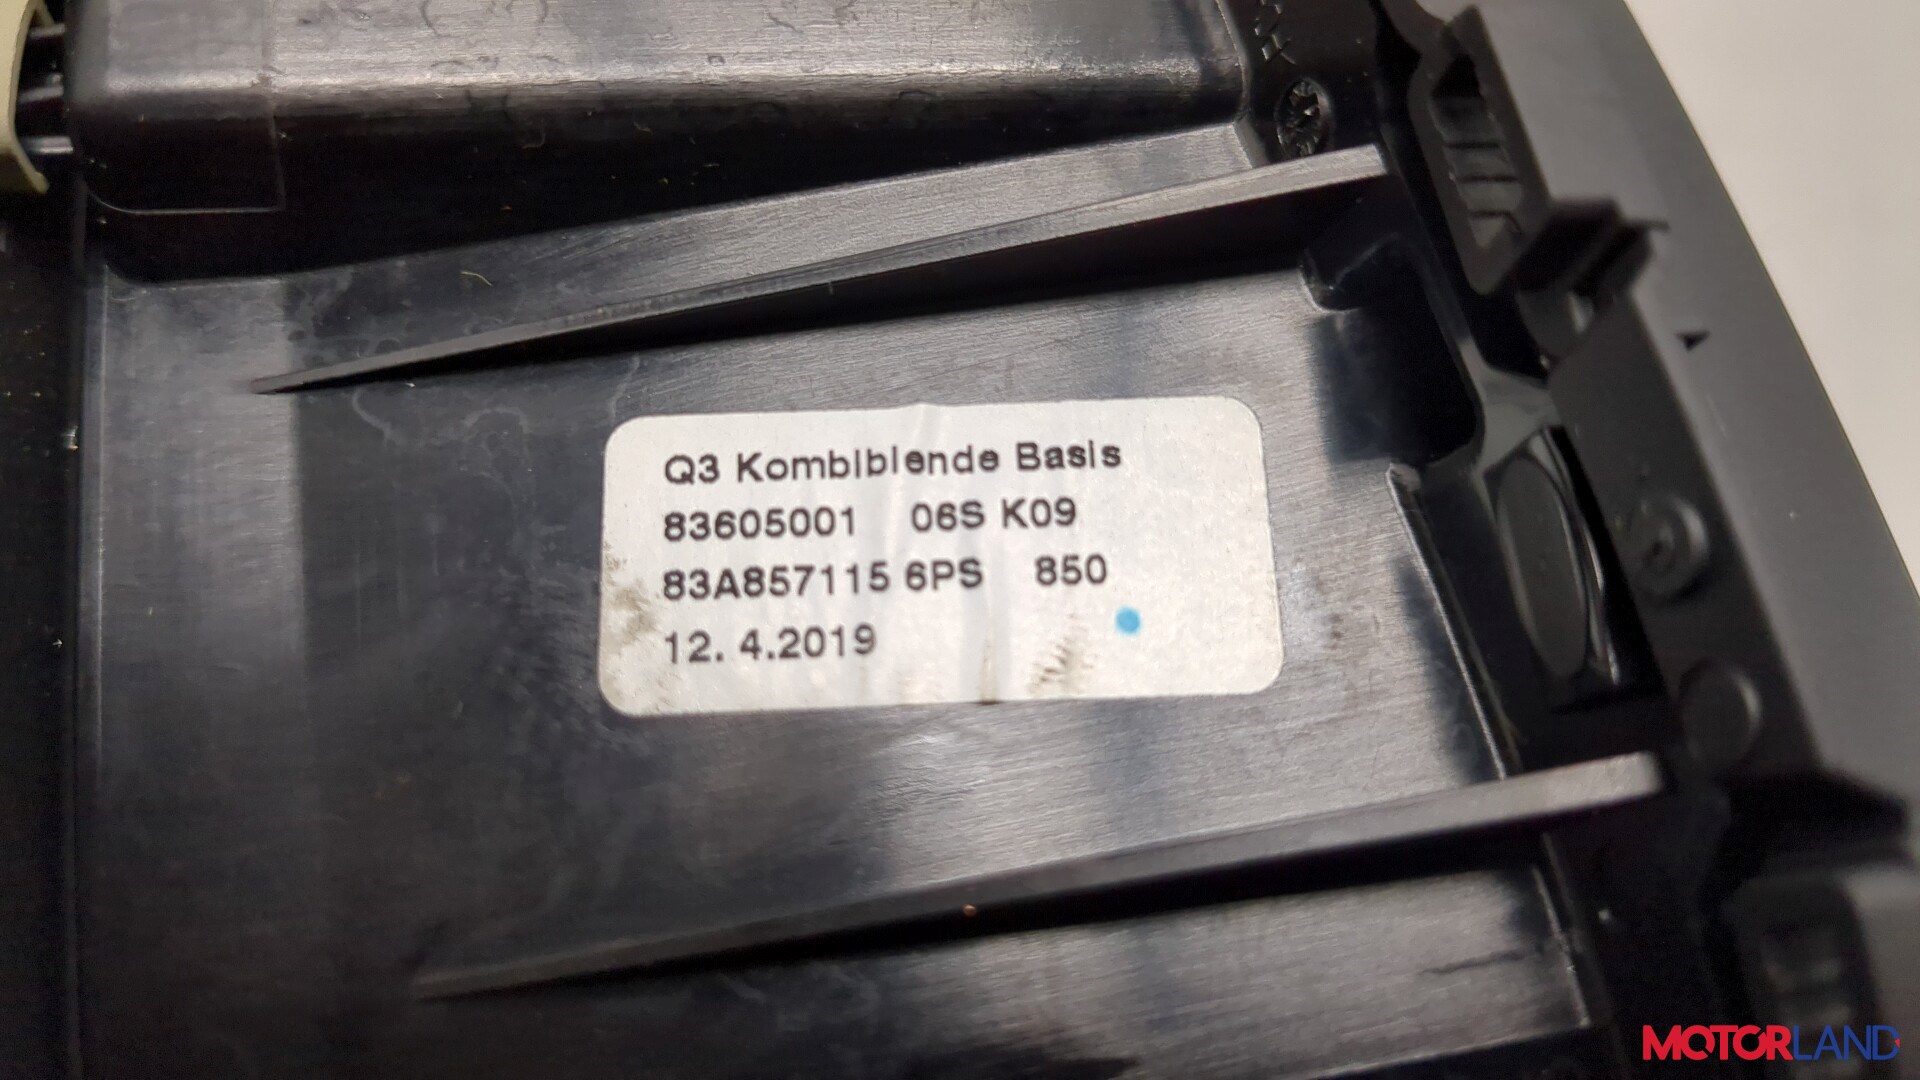 Q3 Kombiblende Basis
83605001 06S K09
83A857115 6PS 850
12. 4.2019
MOTORLAND